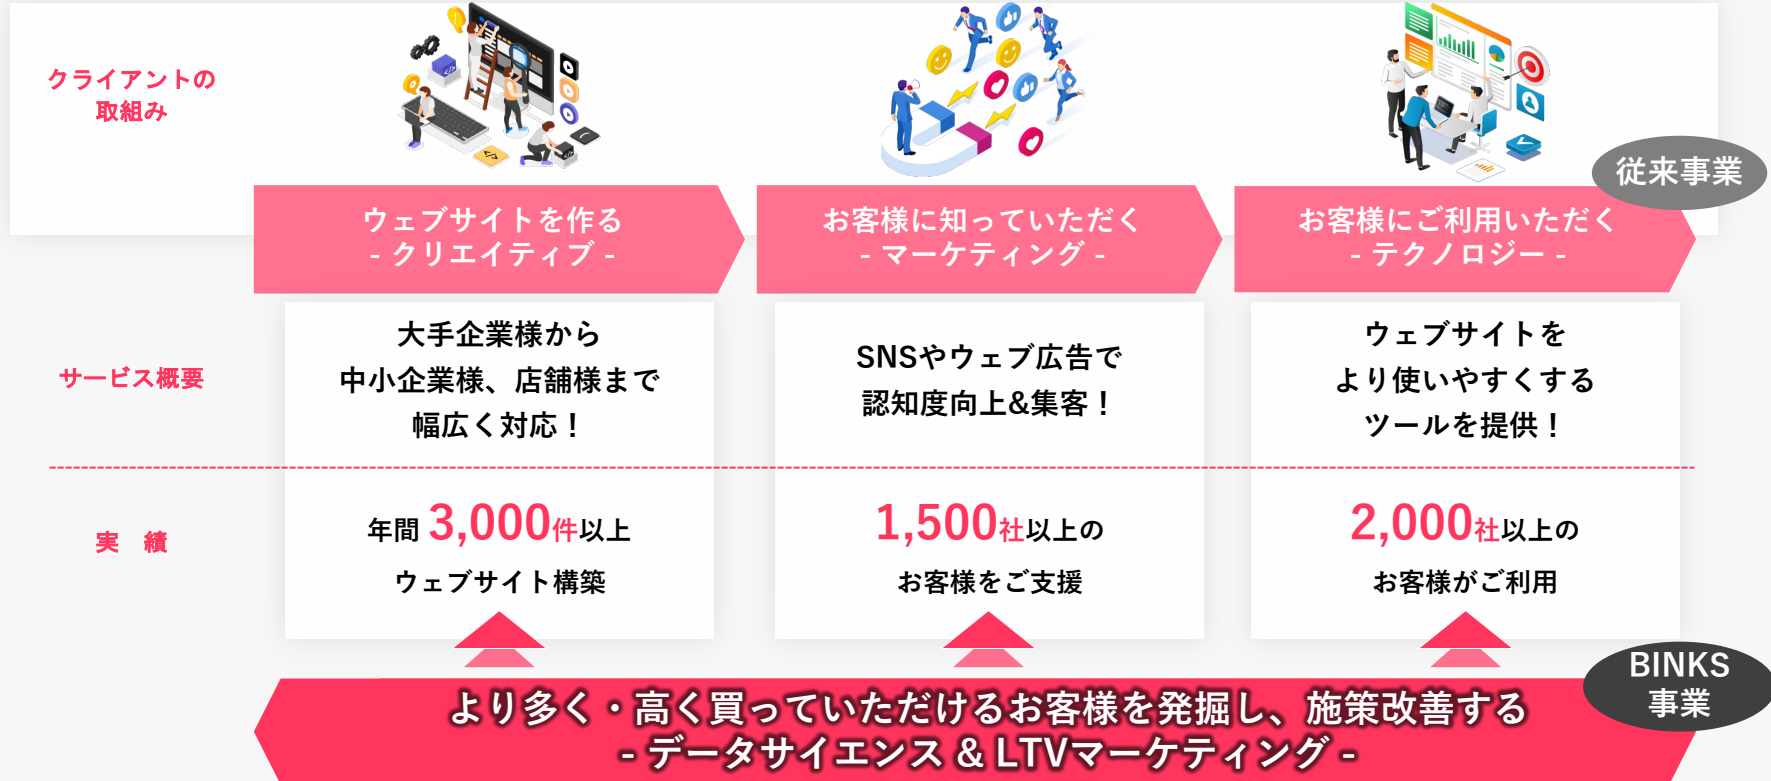 クライアントの
取組み
従来事業
ウェブサイトを作る
- クリエイティブ -
お客様に知っていただく
- マーケティング -
お客様にご利用いただく
- テクノロジー -
サービス概要
大手企業様から
中小企業様、店舗様まで
幅広く対応！
SNSやウェブ広告で
認知度向上&集客！
ウェブサイトを
より使いやすくする
ツールを提供！
実　績
年間 3,000件以上
ウェブサイト構築
1,500社以上の
お客様をご支援
2,000社以上の
お客様がご利用
BINKS
事業
より多く・高く買っていただけるお客様を発掘し、施策改善する
- データサイエンス & LTVマーケティング -